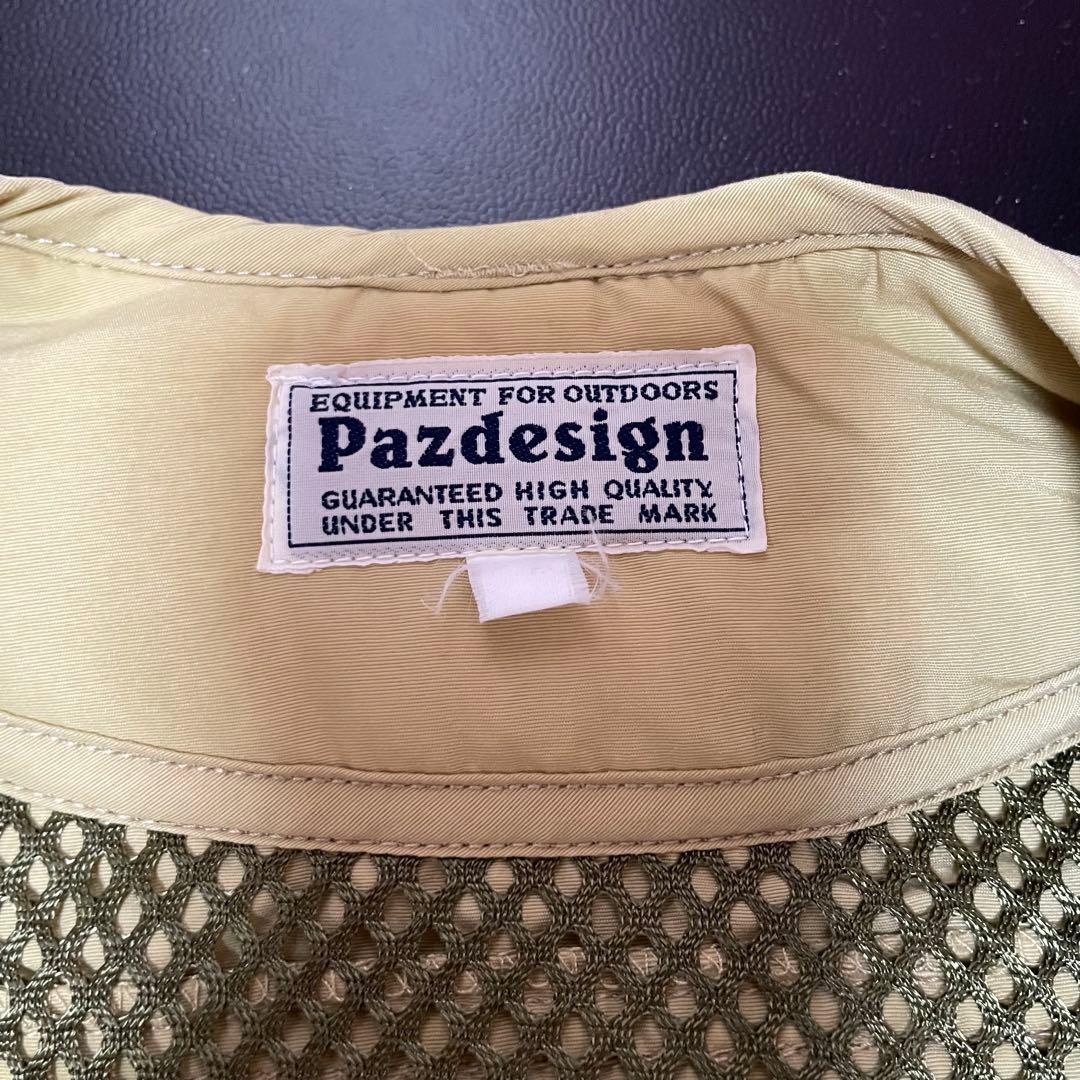 EQUIPMENT FOR OUTDOORS
Pazdesign
GUARANTEED HIGH QUALITY
UNDER THIS TRADE MARK